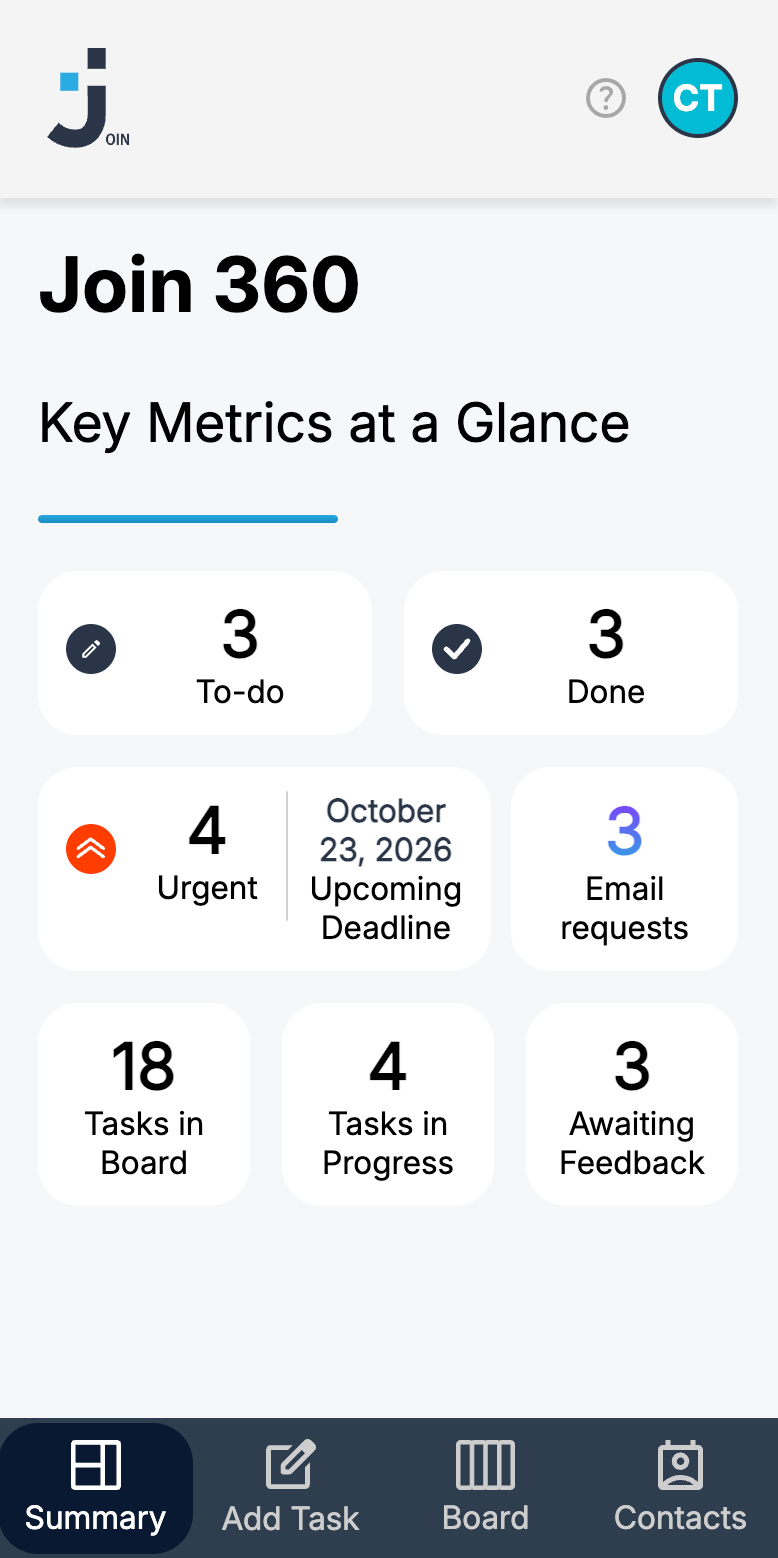 JOIN
CT
Join 360
Key Metrics at a Glance
3
To-do
3
Done
4
Urgent
October
23, 2026
Upcoming
Deadline
3
Email
requests
18
Tasks in
Board
4
Tasks in
Progress
3
Awaiting
Feedback
Summary
Add Task
Board
Contacts